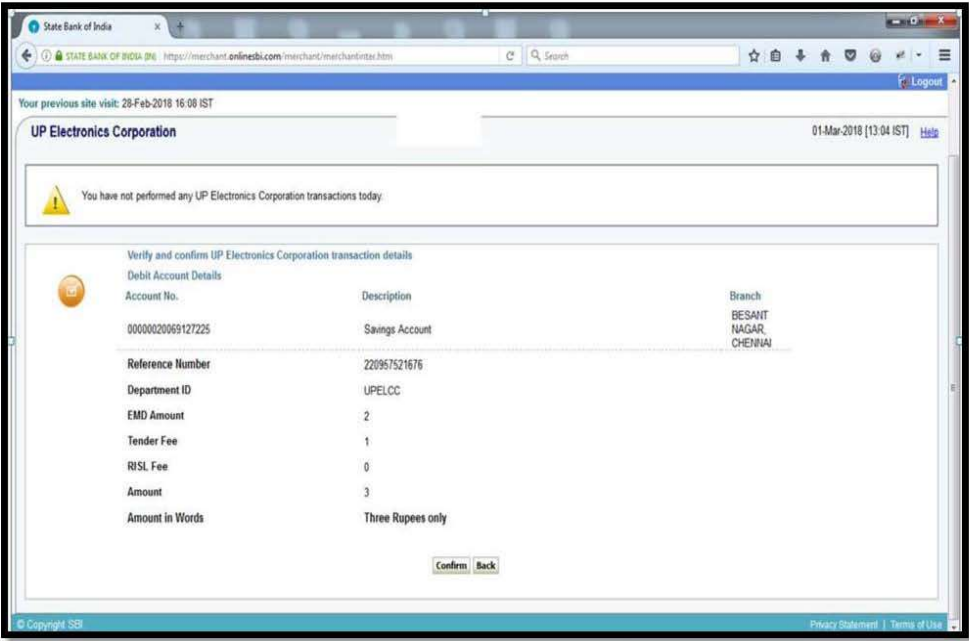 State Bank of India
STATE BANK OF INDIA (IN) https://merchant.onlinesbi.com/merchant/merchantinter.htm
Search
Logout
Your previous site visit: 28-Feb-2018 16:08 IST
UP Electronics Corporation
01-Mar-2018 [13:04 IST] Help
You have not performed any UP Electronics Corporation transactions today.
Verify and confirm UP Electronics Corporation transaction details
Debit Account Details
Account No. Description Branch
00000020069127225 Savings Account BESANT
NAGAR,
CHENNAI
Reference Number 220957521676
Department ID UPELCC
EMD Amount 2
Tender Fee 1
RISL Fee 0
Amount 3
Amount in Words Three Rupees only
Confirm Back
© Copyright SBI Privacy Statement | Terms of Use